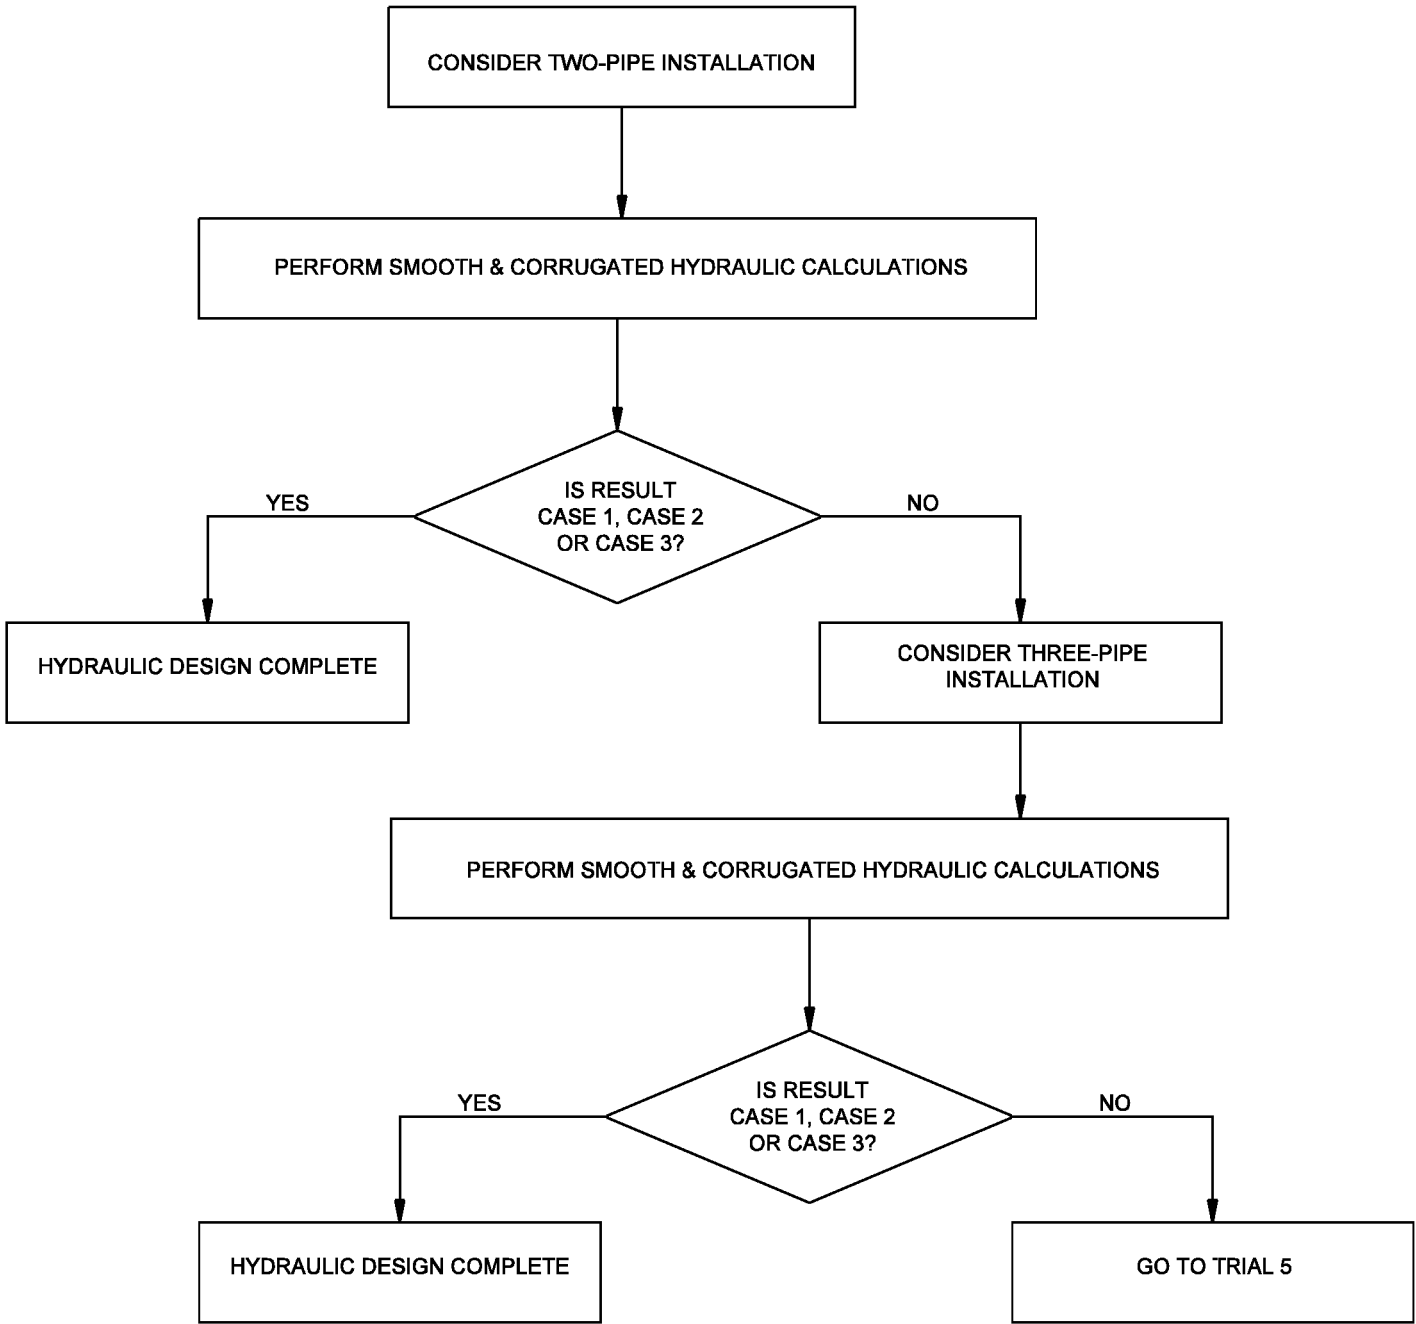 CONSIDER TWO-PIPE INSTALLATION
PERFORM SMOOTH & CORRUGATED HYDRAULIC CALCULATIONS
IS RESULT
CASE 1, CASE 2
OR CASE 3?
YES
NO
HYDRAULIC DESIGN COMPLETE
CONSIDER THREE-PIPE
INSTALLATION
PERFORM SMOOTH & CORRUGATED HYDRAULIC CALCULATIONS
IS RESULT
CASE 1, CASE 2
OR CASE 3?
YES
NO
HYDRAULIC DESIGN COMPLETE
GO TO TRIAL 5